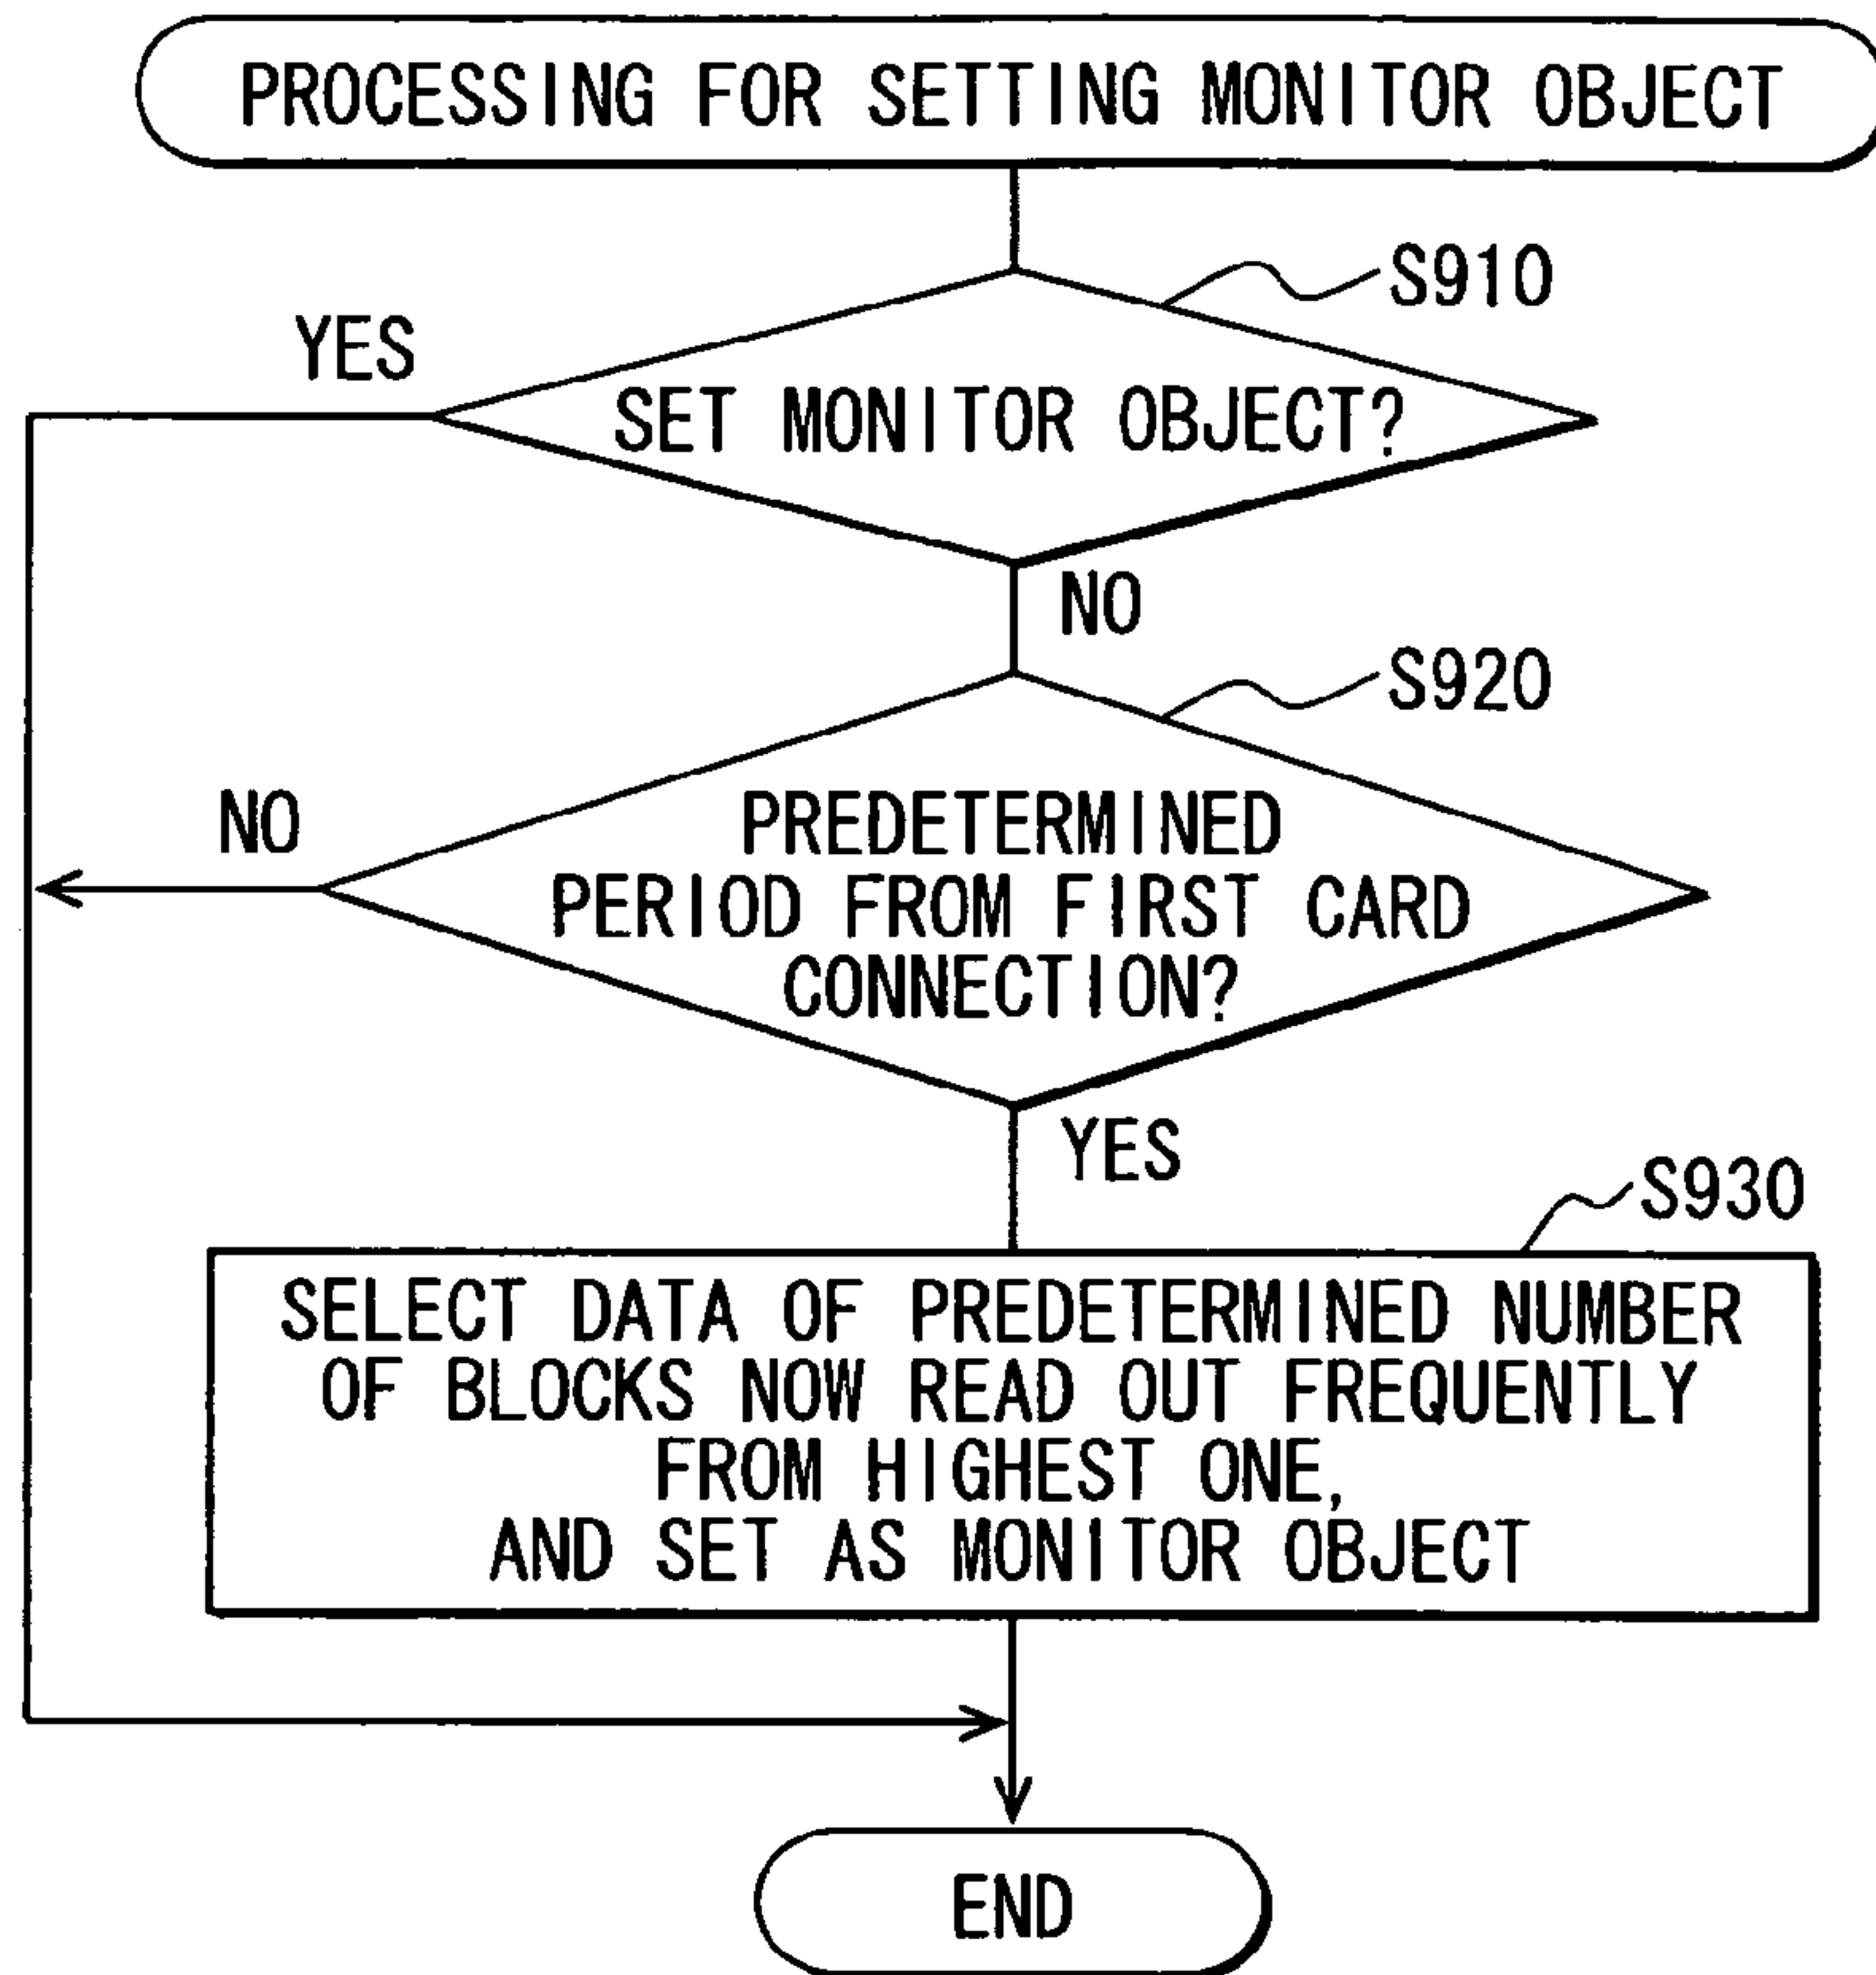 PROCESSING FOR SETTING MONITOR OBJECT
S910
YES
SET MONITOR OBJECT?
NO
S920
NO
PREDETERMINED
PERIOD FROM FIRST CARD
CONNECTION?
YES
S930
SELECT DATA OF PREDETERMINED NUMBER
OF BLOCKS NOW READ OUT FREQUENTLY
FROM HIGHEST ONE,
AND SET AS MONITOR OBJECT
END